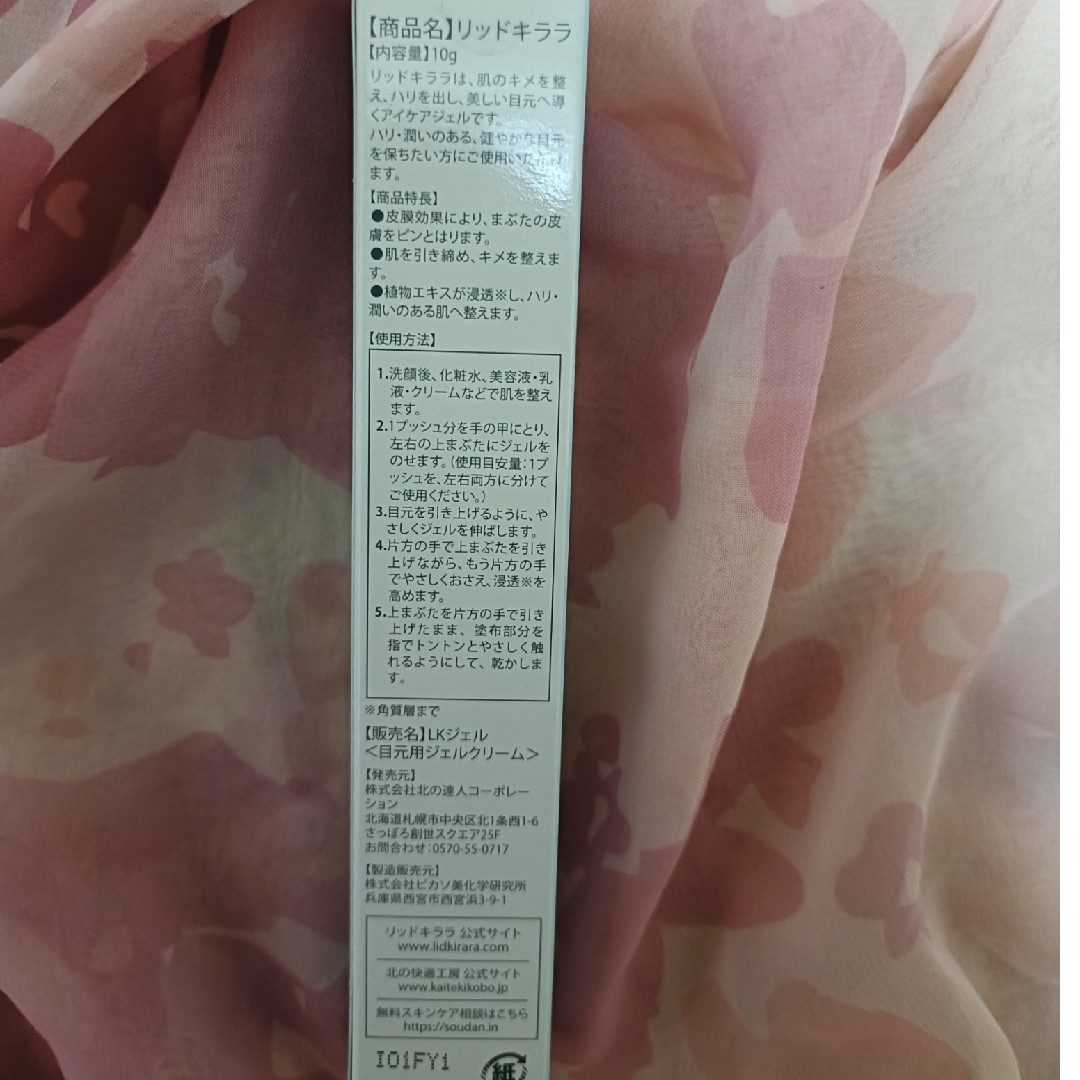 【商品名】リッドキララ
【内容量】10g
リッドキララは、肌のキメを整
え、ハリを出し、美しい目元へ導
くアイケアジェルです。
ハリ・潤いのある、健やかな目元
を保ちたい方にご使用いただけ
ます。
【商品特長】
●皮膜効果により、まぶたの皮
膚をピンとはります。
●肌を引き締め、キメを整えま
す。
●植物エキスが浸透※し、ハリ・
潤いのある肌へ整えます。
【使用方法】
1.洗顔後、化粧水、美容液・乳
液・クリームなどで肌を整え
ます。
2.1プッシュ分を手の甲にとり、
左右の上まぶたにジェルを
のせます。(使用目安量:1プ
ッシュを、左右両方に分けて
ご使用ください。)
3.目元を引き上げるように、や
さしくジェルを伸ばします。
4.片方の手で上まぶたを引き
上げながら、もう片方の手
でやさしくおさえ、浸透※を
高めます。
5.上まぶたを片方の手で引き
上げたまま、塗布部分を
指でトントンとやさしく触
れるようにして、乾かしま
す。
※角質層まで
【販売名】LKジェル
<目元用ジェルクリーム>
【発売元】
株式会社北の達人コーポレー
ション
北海道札幌市中央区北1条西1-6
さっぽろ創世スクエア25F
お問合わせ:0570-55-0717
【製造販売元】
株式会社ピカソ美化学研究所
兵庫県西宮市西宮浜3-9-1
リッドキララ 公式サイト
www.lidkirara.com
北の快適工房 公式サイト
www.kaitekikobo.jp
無料スキンケア相談はこちら
https://soudan.in
I01FY1
紙